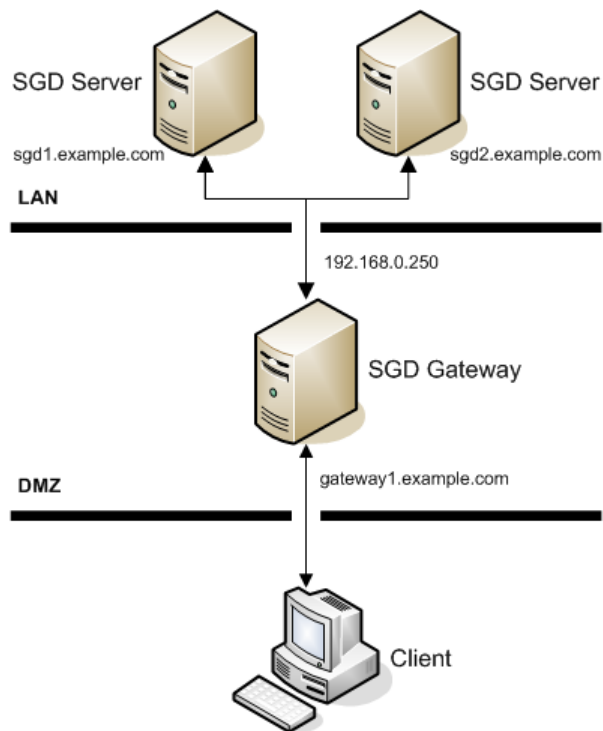 SGD Server
SGD Server
sgd1.example.com
sgd2.example.com
LAN
192.168.0.250
SGD Gateway
DMZ
gateway1.example.com
Client